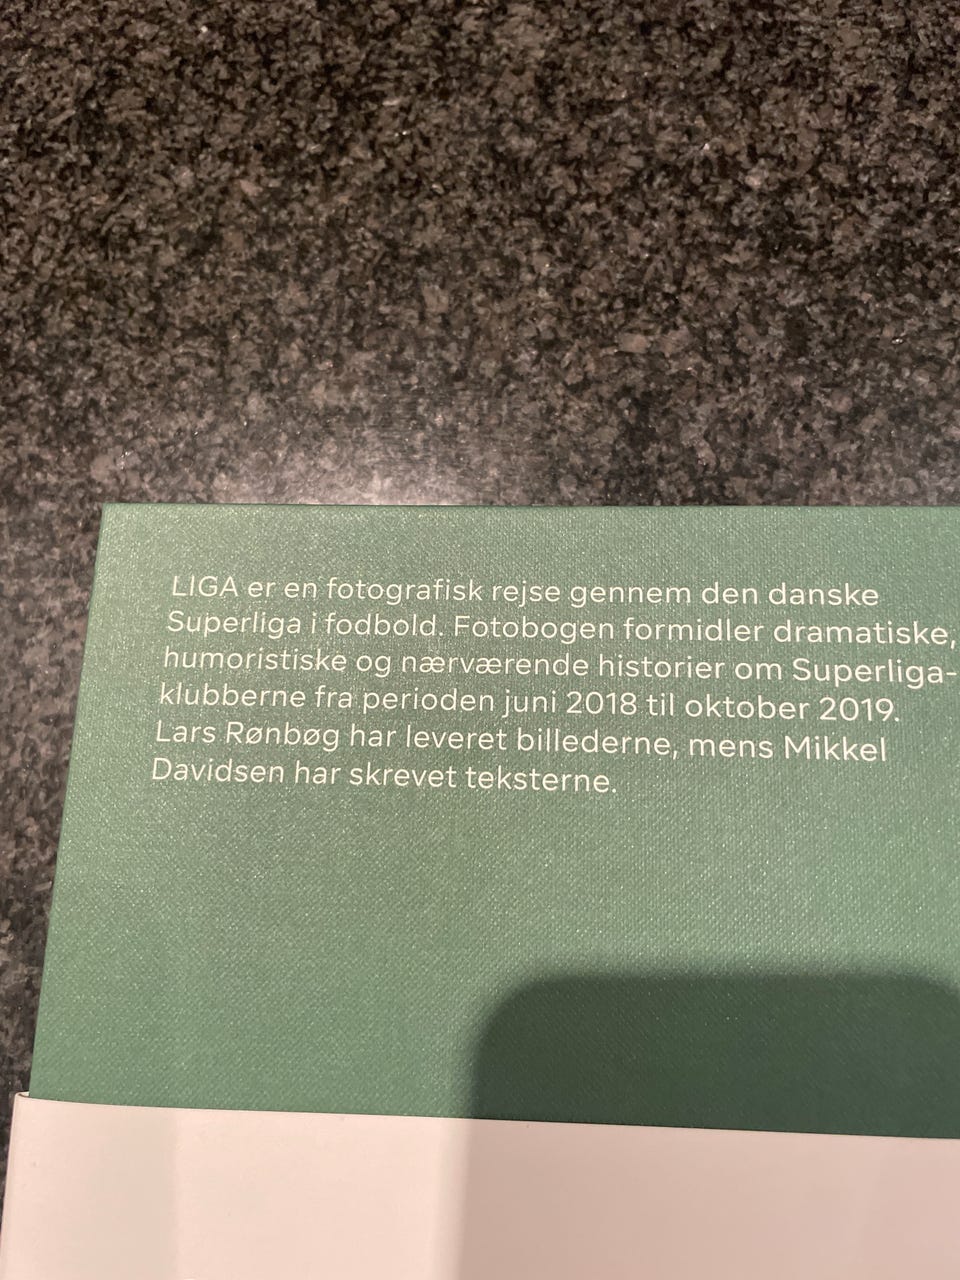 LIGA er en fotografisk rejse gennem den danske
Superliga i fodbold. Fotobogen formidler dramatiske,
humoristiske og nærværende historier om Superliga-
klubberne fra perioden juni 2018 til oktober 2019.
Lars Rønbøg har leveret billederne, mens Mikkel
Davidsen har skrevet teksterne.